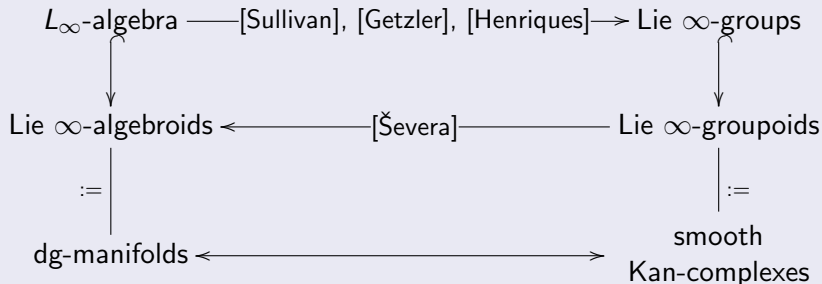 L∞-algebra [Sullivan], [Getzler], [Henriques] Lie ∞-groups
Lie ∞-algebroids [Ševera] Lie ∞-groupoids
:= :=
dg-manifolds smooth
Kan-complexes